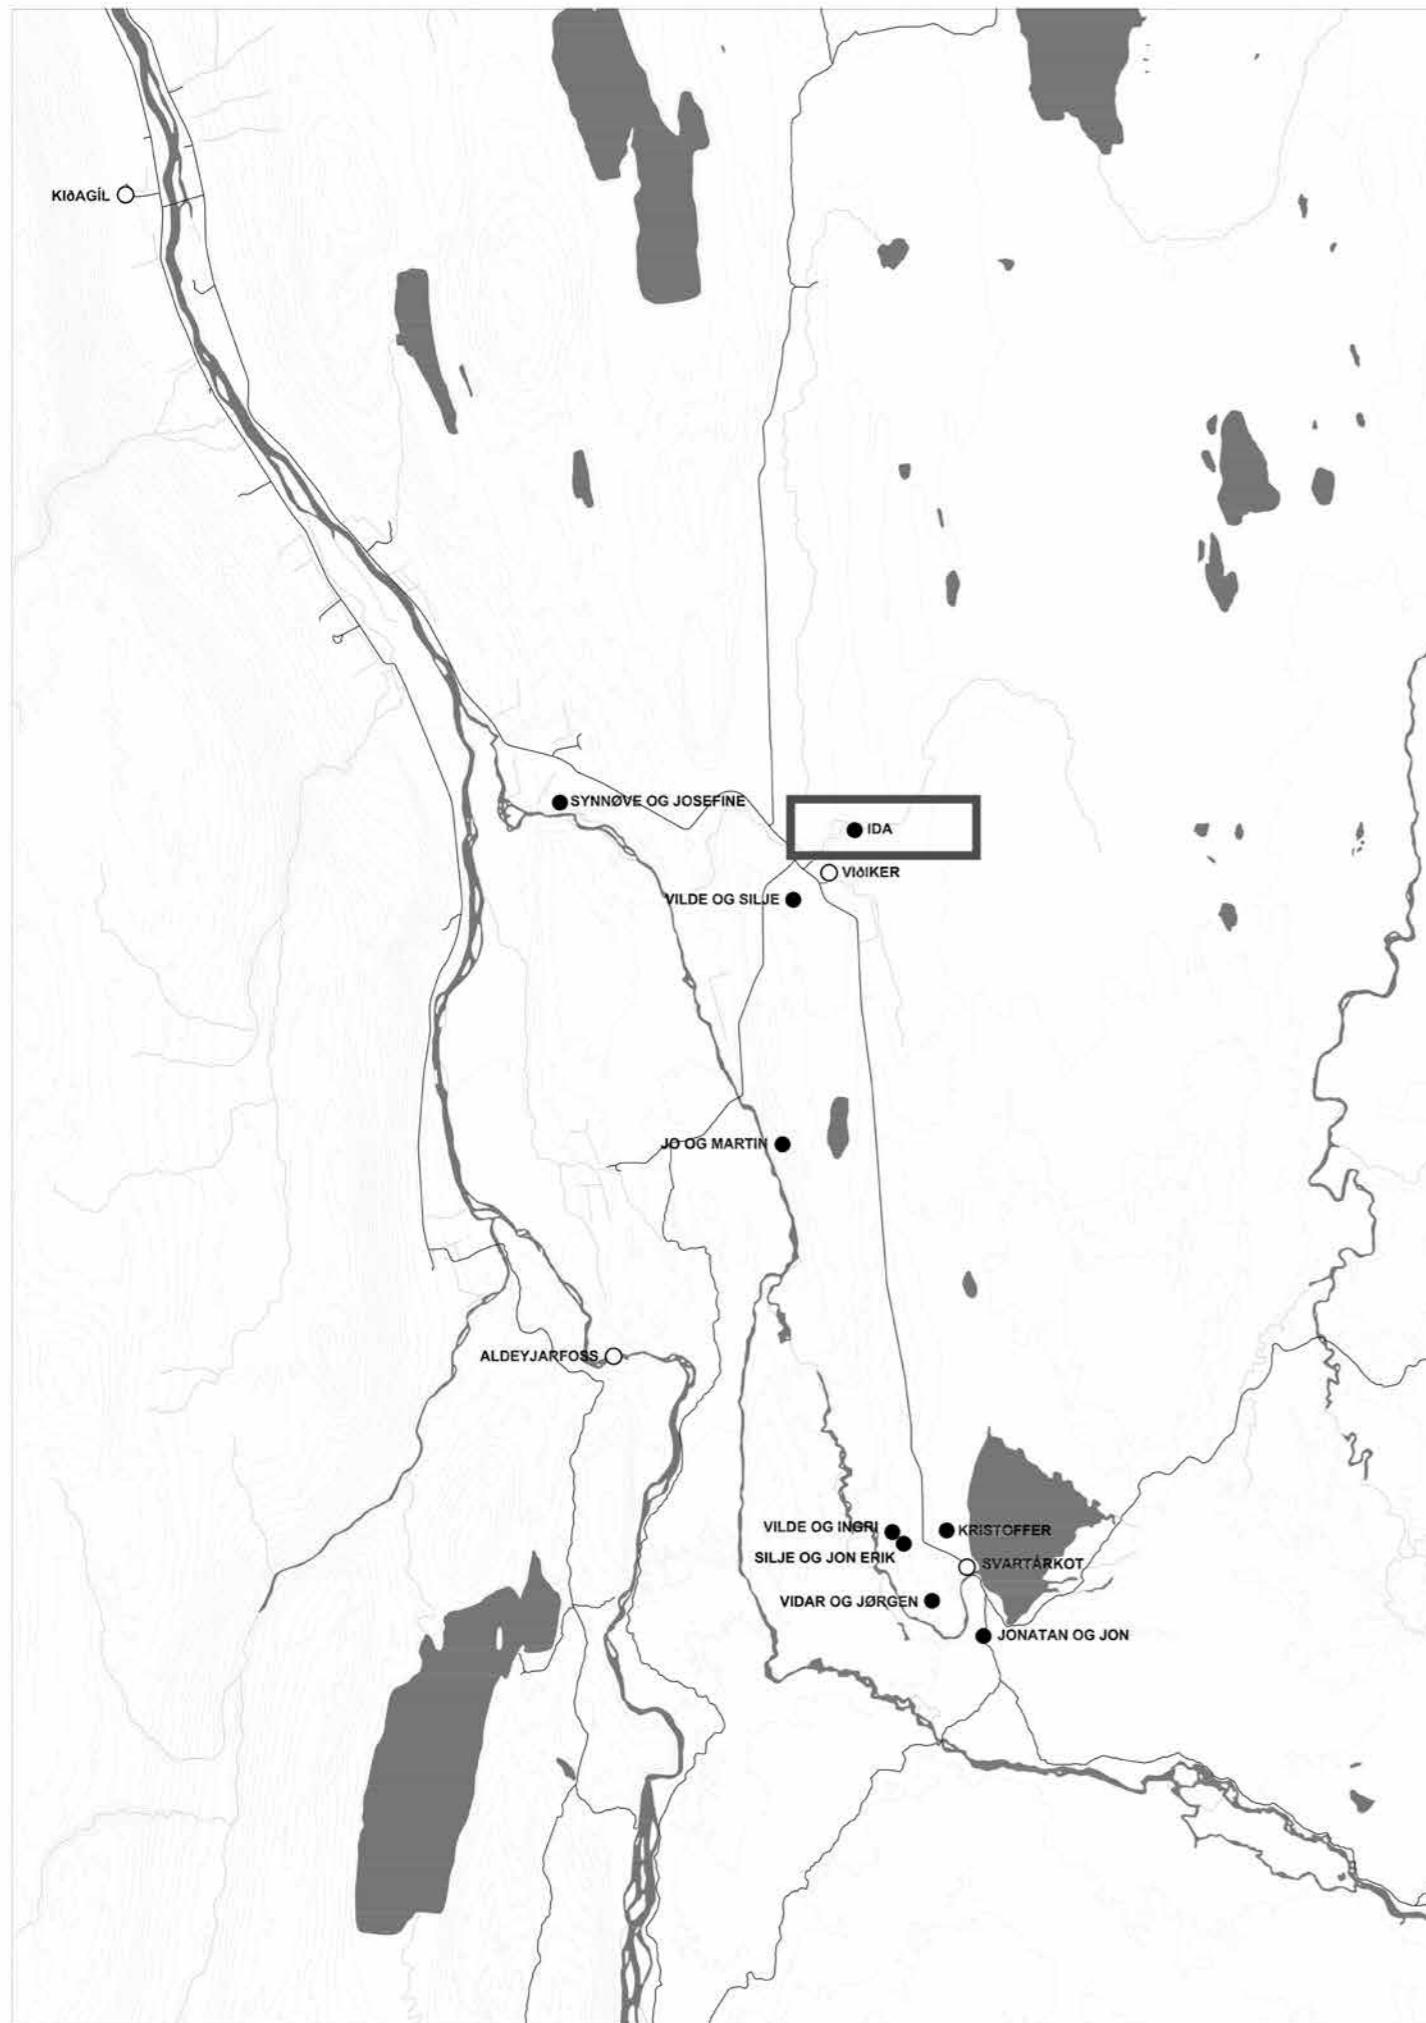 KIðAGÍL
SYNNØVE OG JOSEFINE
IDA
VIðIKER
VILDE OG SILJE
JO OG MARTIN
ALDEYJARFOSS
VILDE OG INGRI
KRISTOFFER
SILJE OG JON ERIK
SVARTÁRKOT
VIDAR OG JØRGEN
JONATAN OG JON